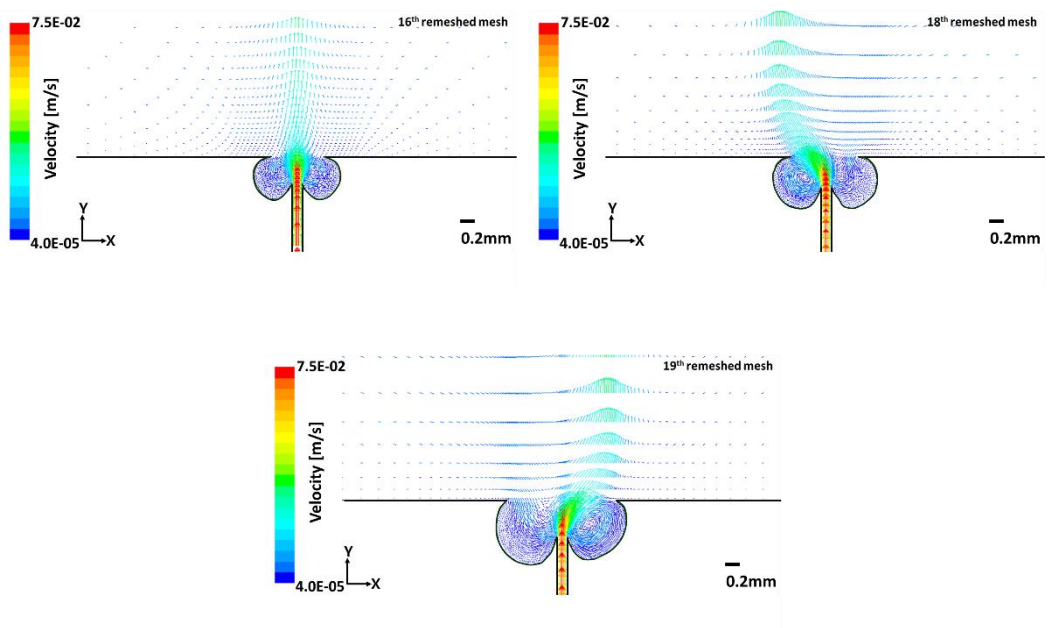 7.5E-02
16th remeshed mesh
Velocity [m/s]
Y
X
4.0E-05
0.2mm
7.5E-02
18th remeshed mesh
Velocity [m/s]
Y
X
4.0E-05
0.2mm
7.5E-02
19th remeshed mesh
Velocity [m/s]
Y
X
4.0E-05
0.2mm